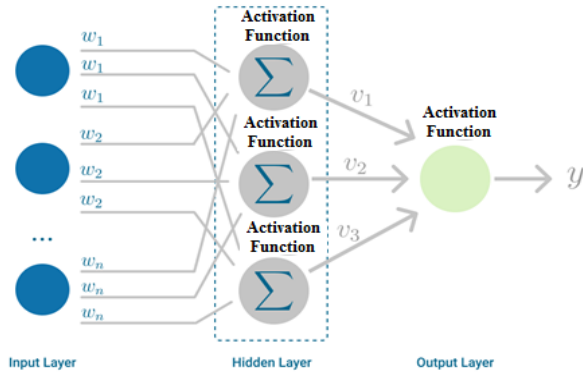 Activation
Function
w1
w1
w1
∑
v1
Activation
Function
w2
Activation
Function
w2
∑
v2
y
w2
Activation
Function
v3
...
wn
wn
∑
wn
Input Layer
Hidden Layer
Output Layer